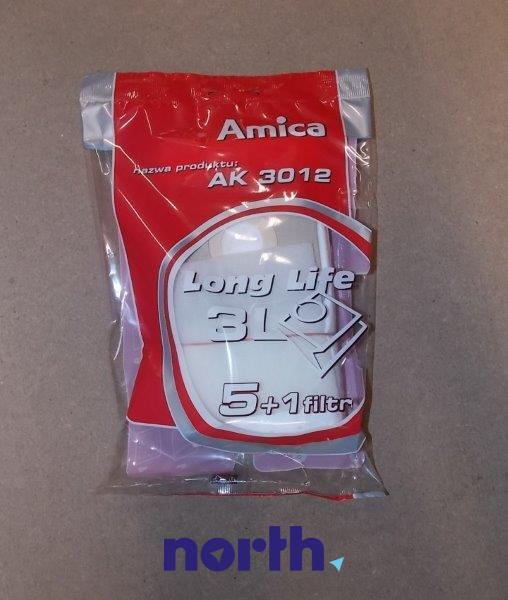 Amica
nazwa produktu:
AK 3012
Long Life
3L
5+1 filtr
north.